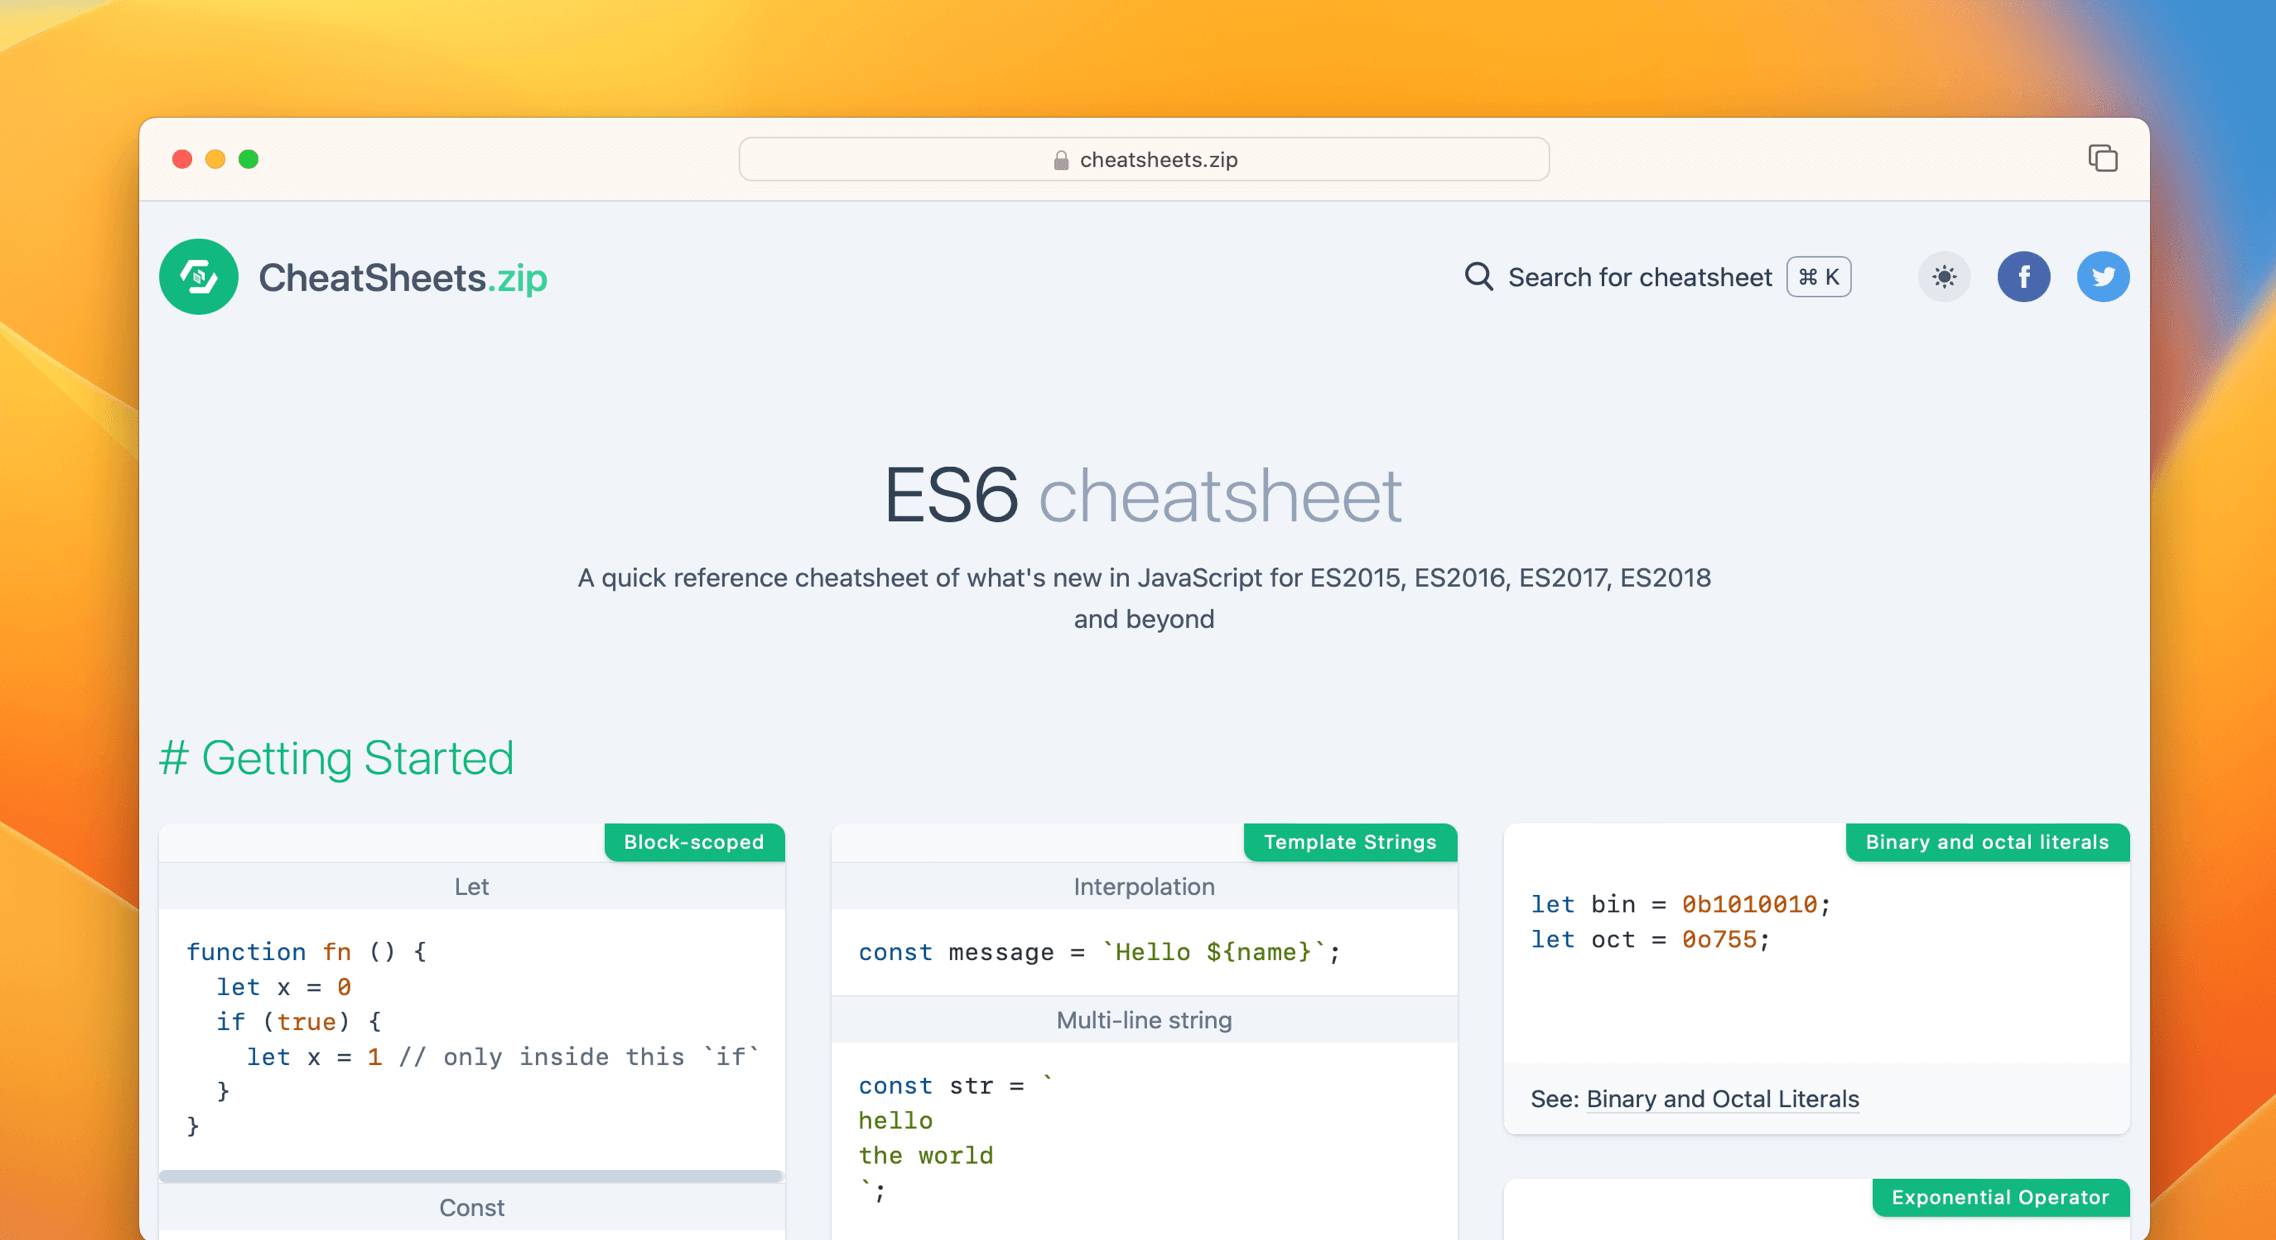 cheatsheets.zip
CheatSheets.zip
Search for cheatsheet ⌘ K
ES6 cheatsheet
A quick reference cheatsheet of what's new in JavaScript for ES2015, ES2016, ES2017, ES2018
and beyond
# Getting Started
Block-scoped
Let
function fn () {
  let x = 0
  if (true) {
    let x = 1 // only inside this `if`
  }
}
Const
Template Strings
Interpolation
const message = `Hello ${name}`;
Multi-line string
const str = `
hello
the world
`;
Binary and octal literals
let bin = 0b1010010;
let oct = 0o755;
See: Binary and Octal Literals
Exponential Operator